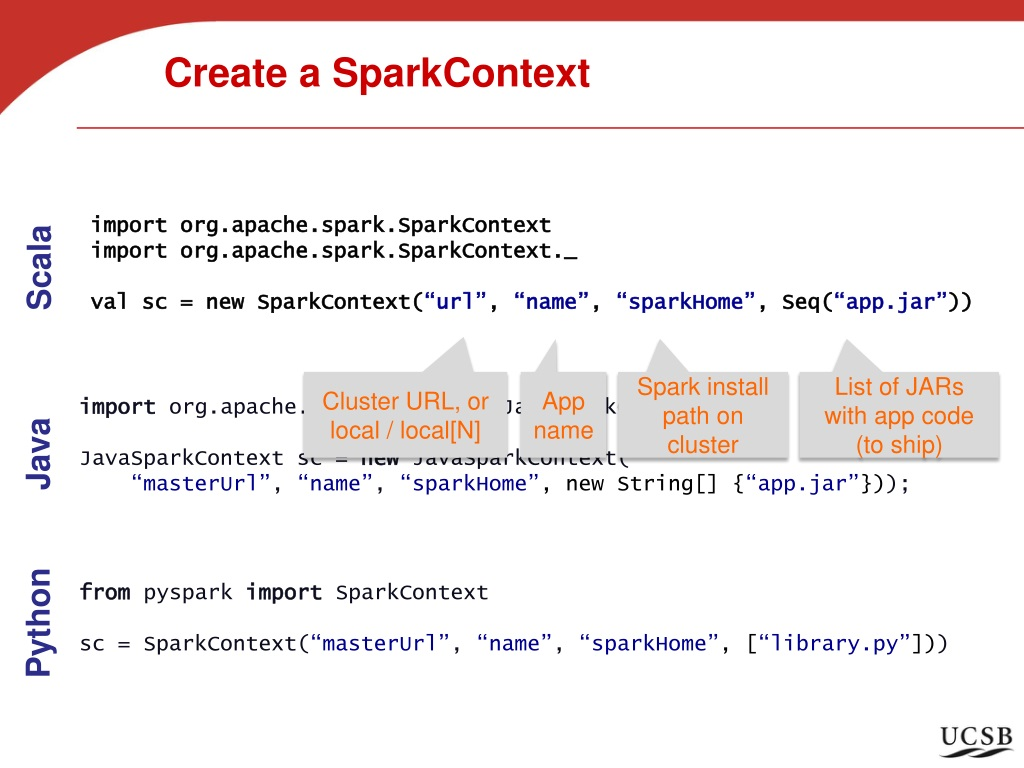 Create a SparkContext
Scala
import org.apache.spark.SparkContext
import org.apache.spark.SparkContext._
val sc = new SparkContext(“url”, “name”, “sparkHome”, Seq(“app.jar”))
Cluster URL, or
local / local[N]
App
name
Spark install
path on
cluster
List of JARs
with app code
(to ship)
Java
import org.apache.
JavaSparkContext sc = new JavaSparkContext(
“masterUrl”, “name”, “sparkHome”, new String[] {“app.jar”}));
Python
from pyspark import SparkContext
sc = SparkContext(“masterUrl”, “name”, “sparkHome”, [“library.py”]))
UCSB